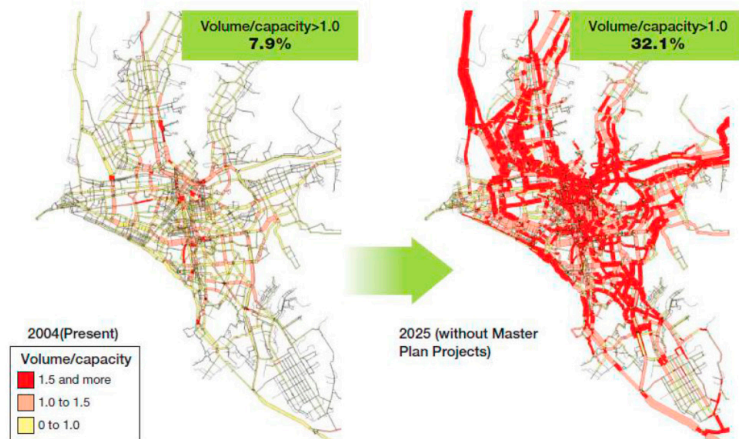 Volume/capacity>1.0
7.9%
Volume/capacity>1.0
32.1%
2004(Present)
2025 (without Master
Plan Projects)
Volume/capacity
1.5 and more
1.0 to 1.5
0 to 1.0